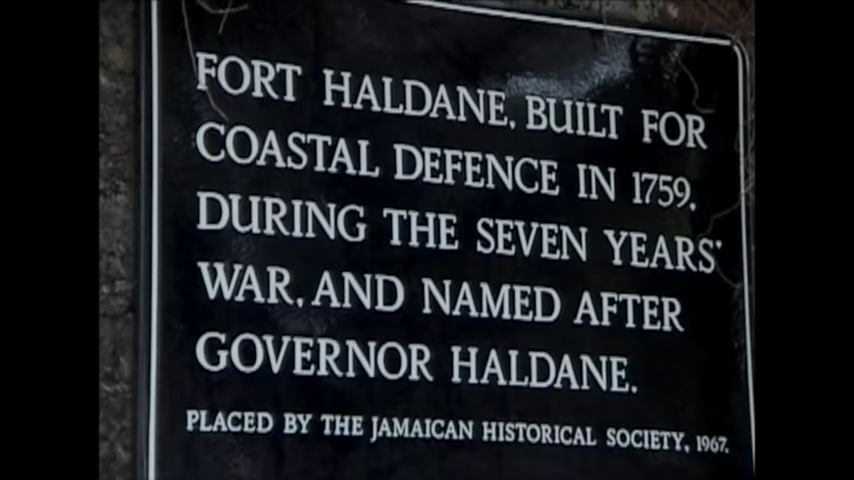 FORT HALDANE, BUILT FOR
COASTAL DEFENCE IN 1759,
DURING THE SEVEN YEARS'
WAR, AND NAMED AFTER
GOVERNOR HALDANE.
PLACED BY THE JAMAICAN HISTORICAL SOCIETY, 1967.